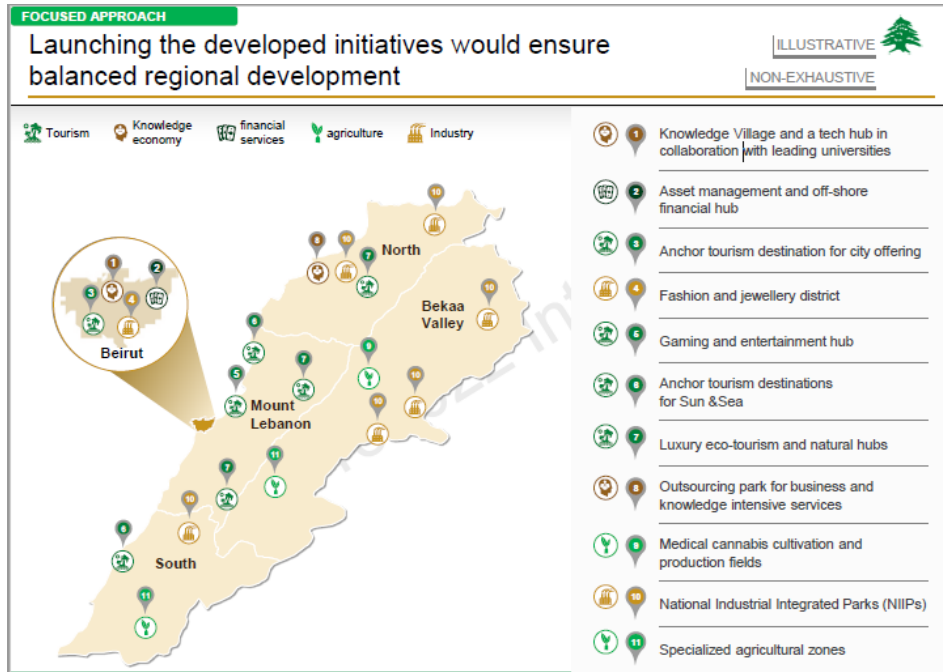 FOCUSED APPROACH
Launching the developed initiatives would ensure
balanced regional development
ILLUSTRATIVE
NON-EXHAUSTIVE
Tourism
Knowledge
economy
financial
services
agriculture
Industry
10
8
10
7
North
10
Bekaa
Valley
1
2
3
4
Beirut
6
9
5
7
10
10
Mount
Lebanon
11
7
10
6
South
11
1
Knowledge Village and a tech hub in
collaboration with leading universities
2
Asset management and off-shore
financial hub
3
Anchor tourism destination for city offering
4
Fashion and jewellery district
5
Gaming and entertainment hub
6
Anchor tourism destinations
for Sun &Sea
7
Luxury eco-tourism and natural hubs
8
Outsourcing park for business and
knowledge intensive services
9
Medical cannabis cultivation and
production fields
10
National Industrial Integrated Parks (NIIPs)
11
Specialized agricultural zones